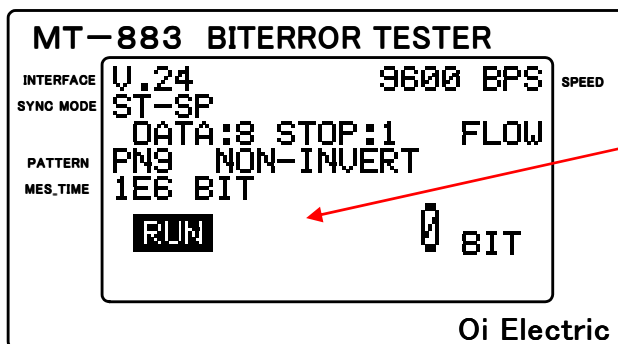 MT-883 BITERROR TESTER
INTERFACE V.24 9600 BPS SPEED
SYNC MODE ST-SP
DATA:8 STOP:1 FLOW
PATTERN PN9 NON-INVERT
MES_TIME 1E6 BIT
RUN 0 BIT
Oi Electric